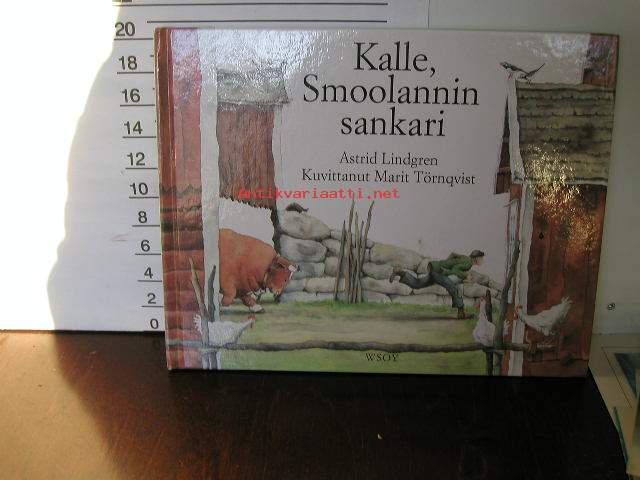 20
18
16
14
12
10
8
6
4
2
0
Kalle,
Smoolannin
sankari
Astrid Lindgren
Kuvittanut Marit Törnqvist
Antikvariaatti.net
WSOY